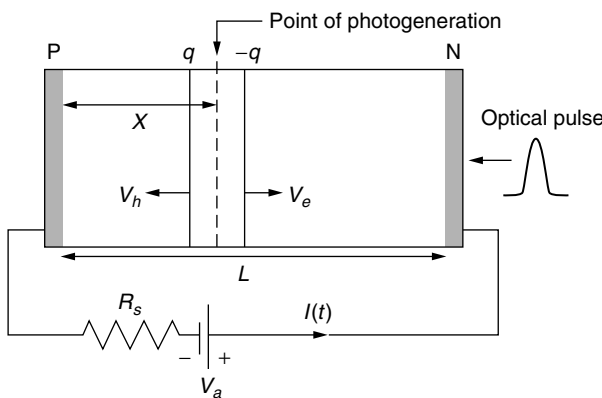 Point of photogeneration
P q −q N
X
Optical pulse
V_h V_e
L
R_s I(t)
− +
V_a